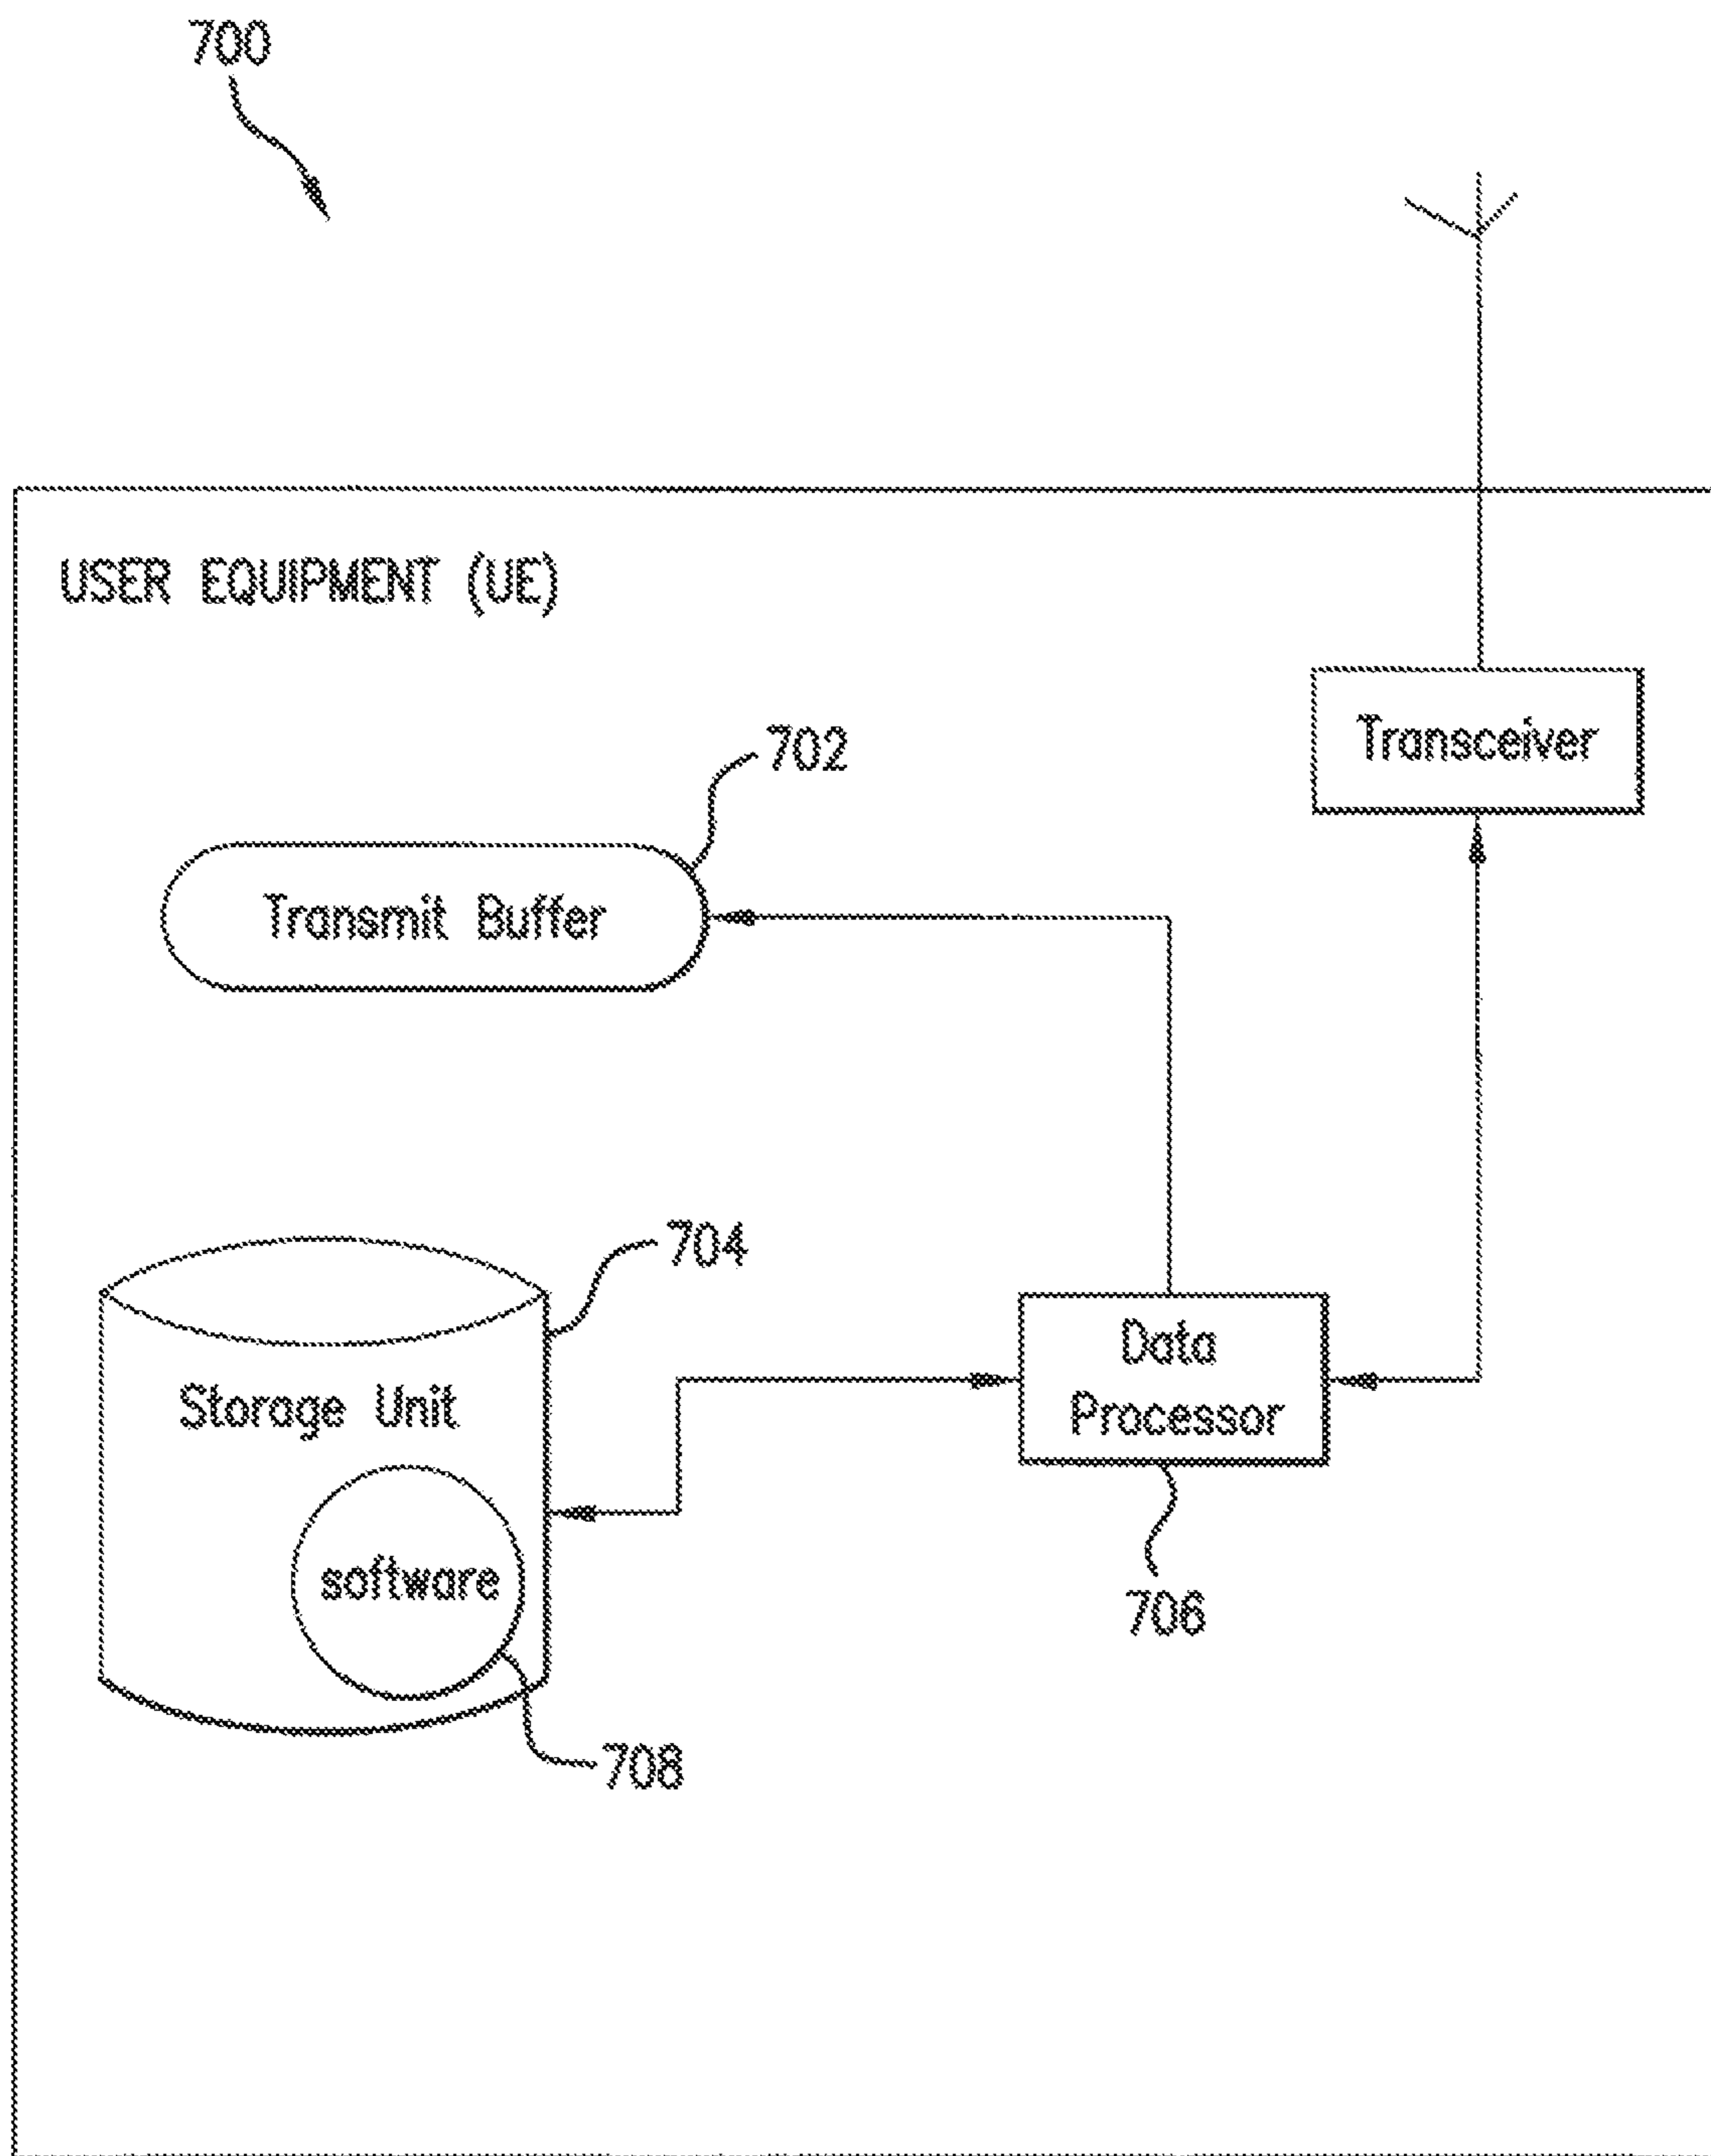 700
USER EQUIPMENT (UE)
702
Transceiver
Transmit Buffer
704
Data
Processor
Storage Unit
software
706
708